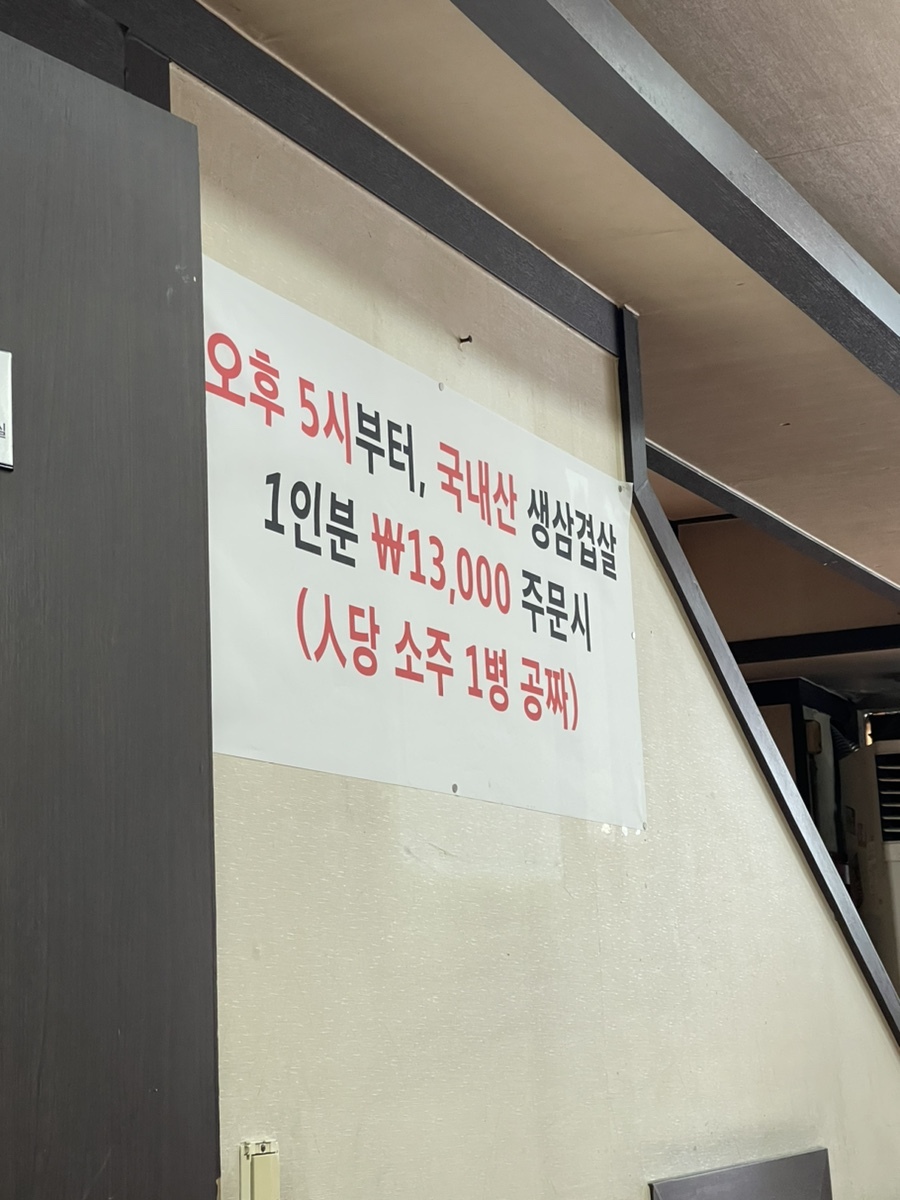 오후 5시부터, 국내산 생삼겹살
1인분 ₩13,000 주문시
(人당 소주 1병 공짜)
실